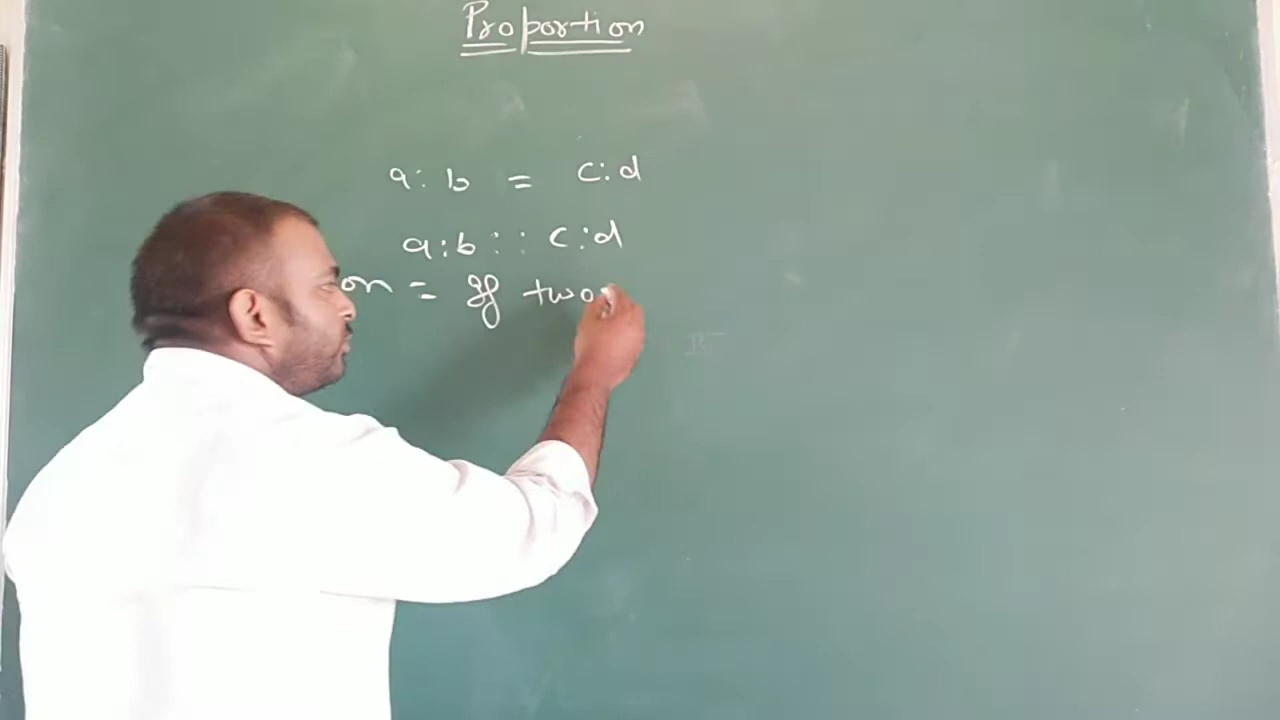 Proportion
a : b = c : d
a : b :: c : d
on = If two